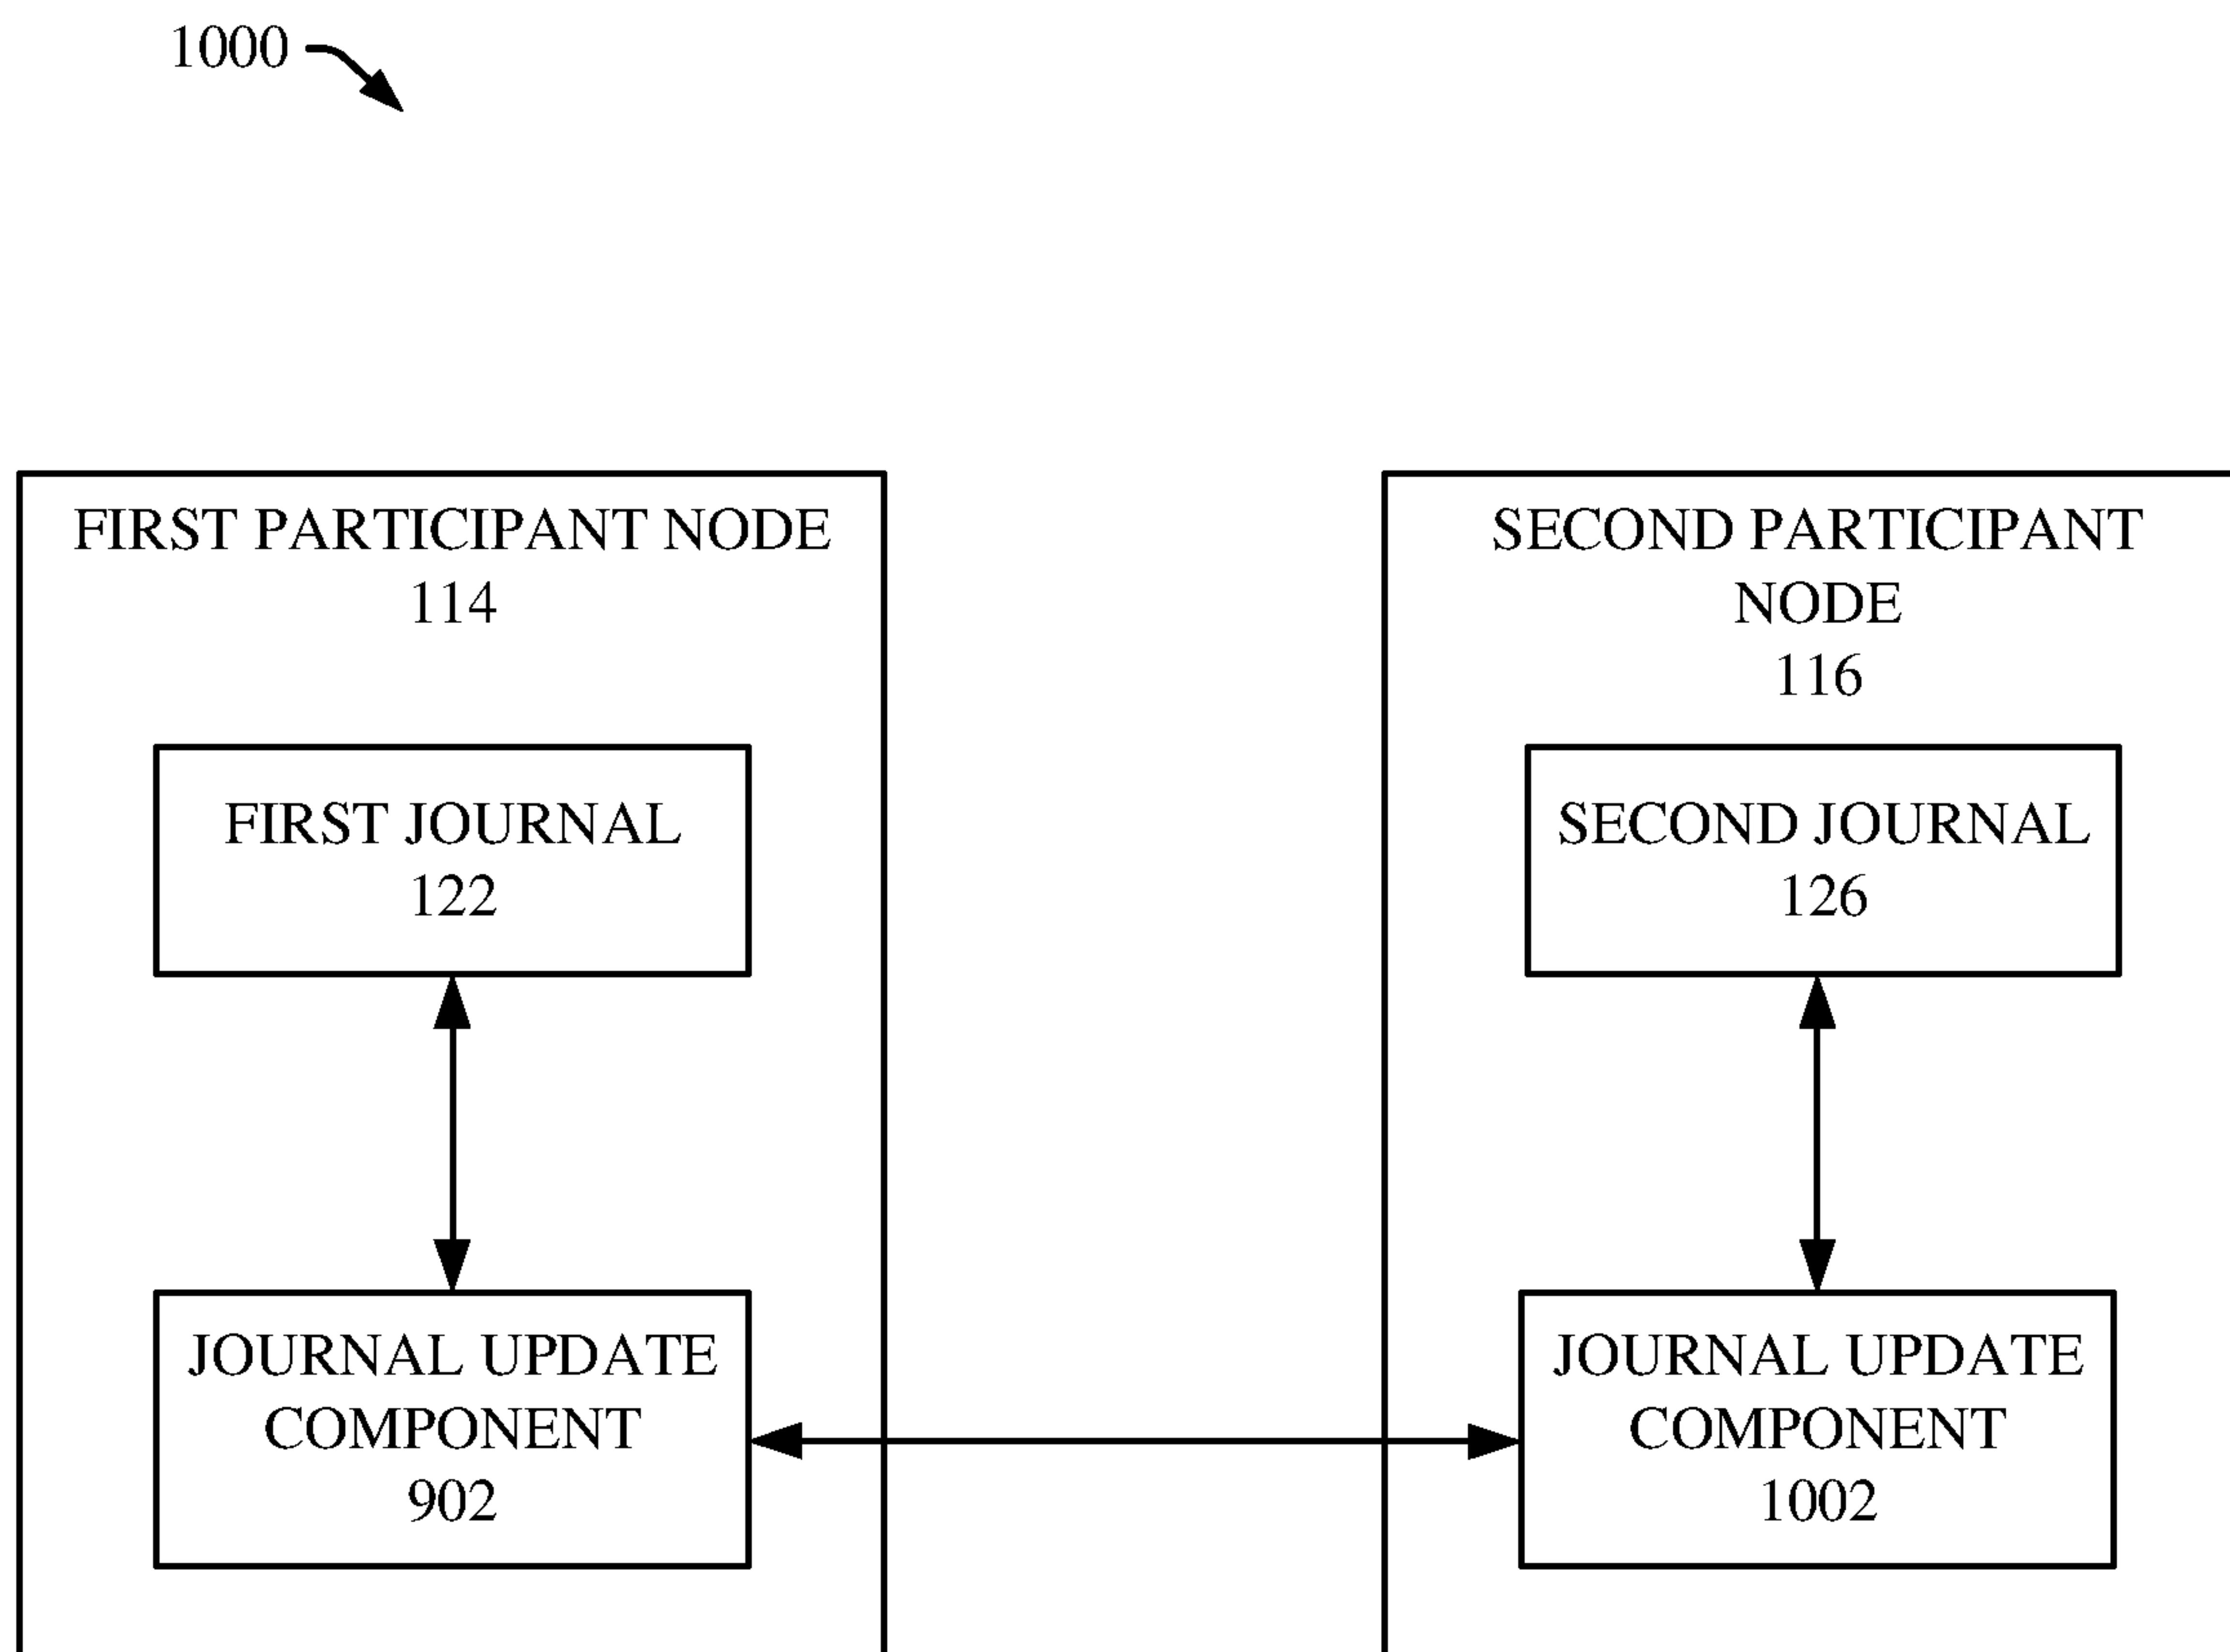 1000
FIRST PARTICIPANT NODE
114
FIRST JOURNAL
122
JOURNAL UPDATE
COMPONENT
902
SECOND PARTICIPANT
NODE
116
SECOND JOURNAL
126
JOURNAL UPDATE
COMPONENT
1002